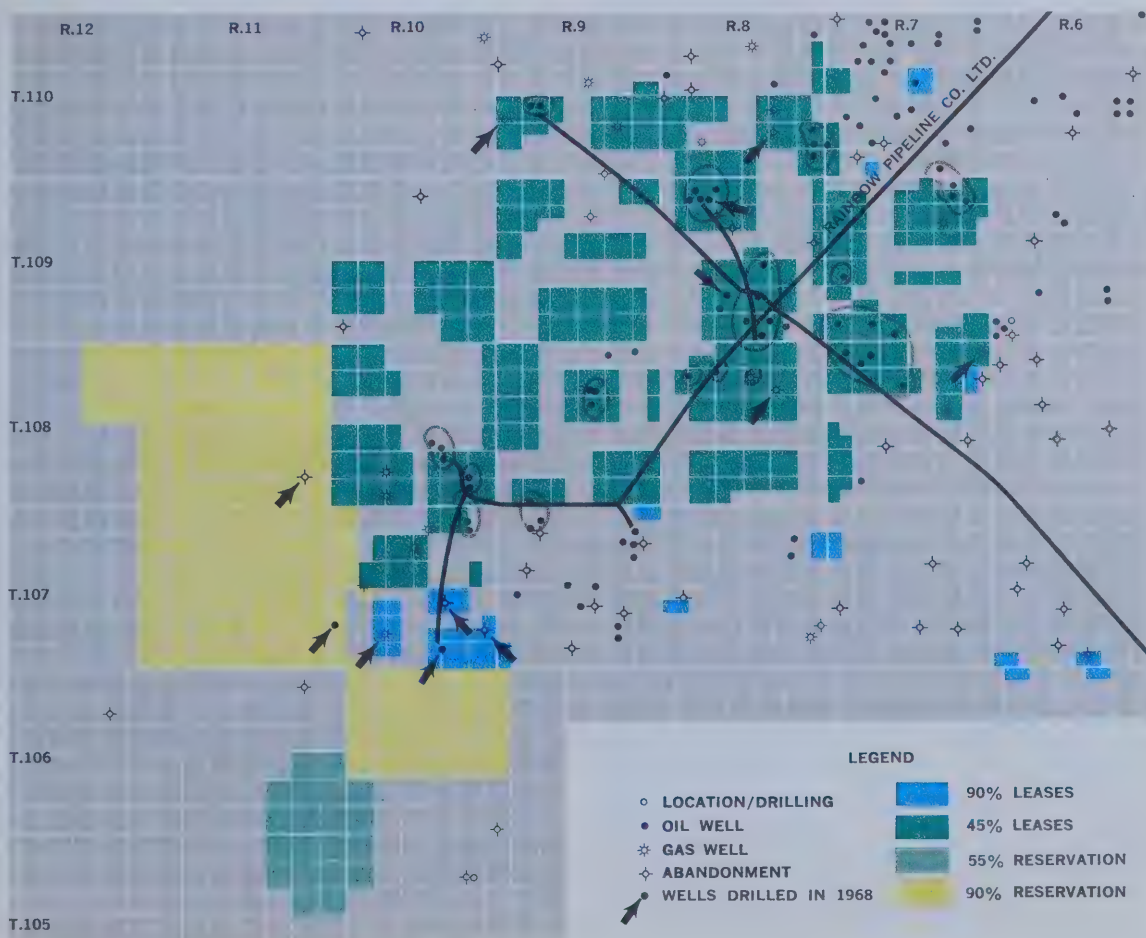 R.12 R.11 R.10 R.9 R.8 R.7 R.6
T.110
T.109
T.108
T.107
T.106
T.105
RAINBOW PIPELINE CO. LTD.
LEGEND
LOCATION/DRILLING
OIL WELL
GAS WELL
ABANDONMENT
WELLS DRILLED IN 1968
90% LEASES
45% LEASES
55% RESERVATION
90% RESERVATION